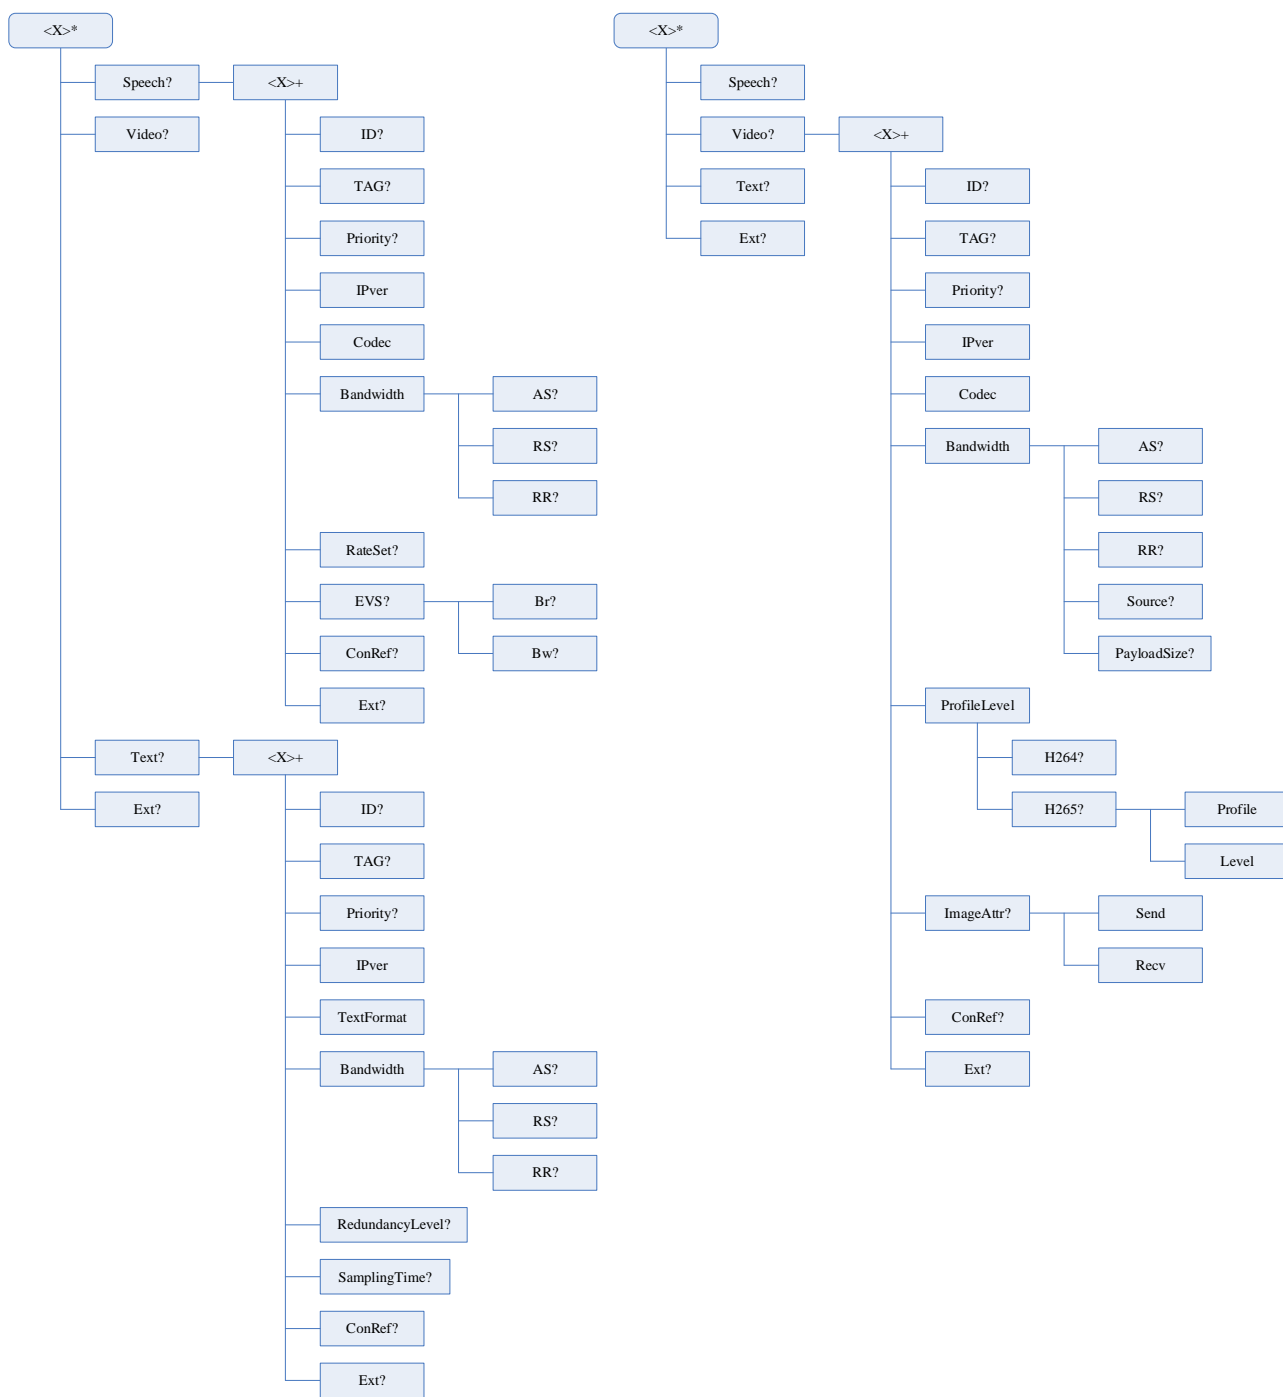 <X>*
Speech?
<X>+
Video?
ID?
TAG?
Priority?
IPver
Codec
Bandwidth
AS?
RS?
RR?
RateSet?
EVS?
Br?
ConRef?
Bw?
Ext?
Text?
<X>+
Ext?
ID?
TAG?
Priority?
IPver
TextFormat
Bandwidth
AS?
RS?
RR?
RedundancyLevel?
SamplingTime?
ConRef?
Ext?
<X>*
Speech?
Video?
<X>+
Text?
ID?
Ext?
TAG?
Priority?
IPver
Codec
Bandwidth
AS?
RS?
RR?
Source?
PayloadSize?
ProfileLevel
H264?
H265?
Profile
Level
ImageAttr?
Send
Recv
ConRef?
Ext?